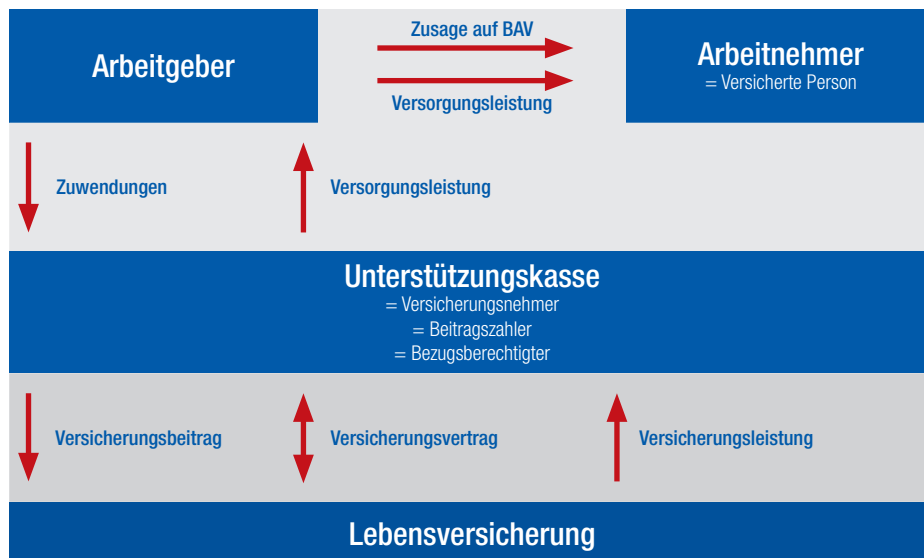 Arbeitgeber
Zusage auf BAV
Versorgungsleistung
Arbeitnehmer
= Versicherte Person
Zuwendungen
Versorgungsleistung
Unterstützungskasse
= Versicherungsnehmer
= Beitragszahler
= Bezugsberechtigter
Versicherungsbeitrag
Versicherungsvertrag
Versicherungsleistung
Lebensversicherung